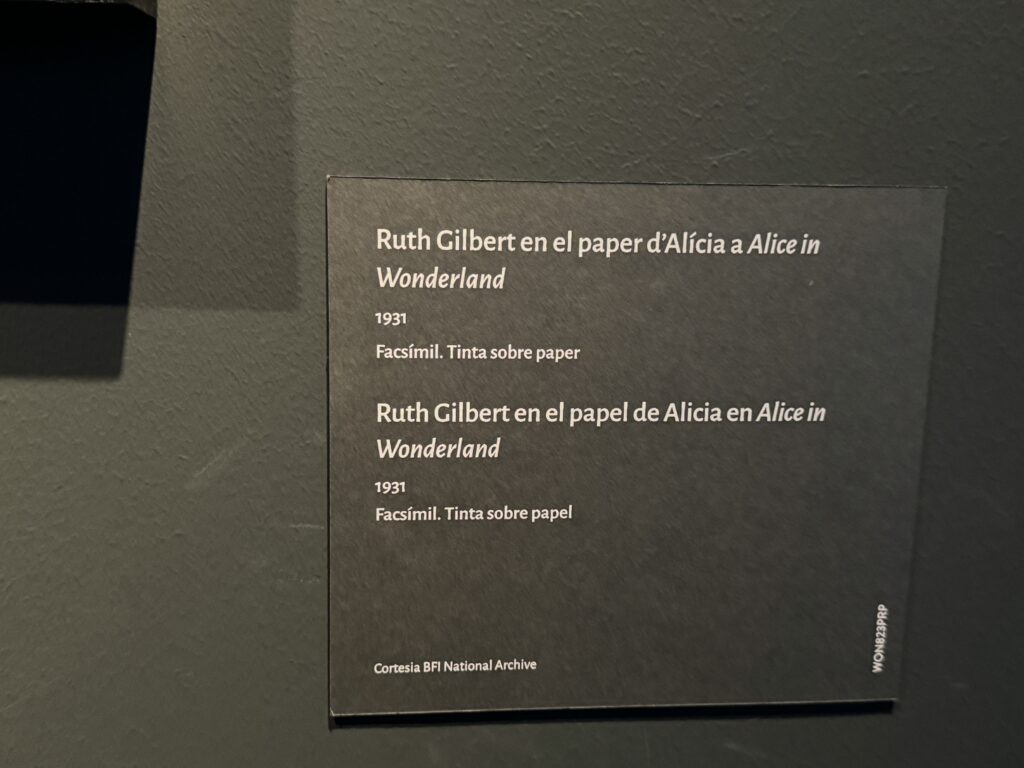 Ruth Gilbert en el paper d’Alícia a Alice in
Wonderland
1931
Facsímil. Tinta sobre paper
Ruth Gilbert en el papel de Alicia en Alice in
Wonderland
1931
Facsímil. Tinta sobre papel
Cortesia BFI National Archive
WON823PRP